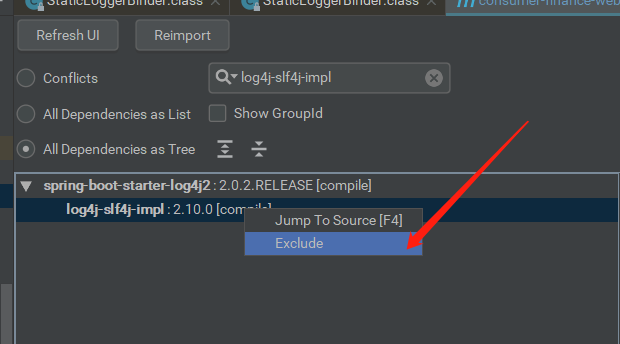 StaticLoggerBinder.class StaticLoggerBinder.class consumer-finance-web
Refresh UI Reimport
Conflicts log4j-slf4j-impl
All Dependencies as List Show GroupId
All Dependencies as Tree
spring-boot-starter-log4j2 : 2.0.2.RELEASE [compile]
log4j-slf4j-impl : 2.10.0 [compile]
Jump To Source [F4]
Exclude